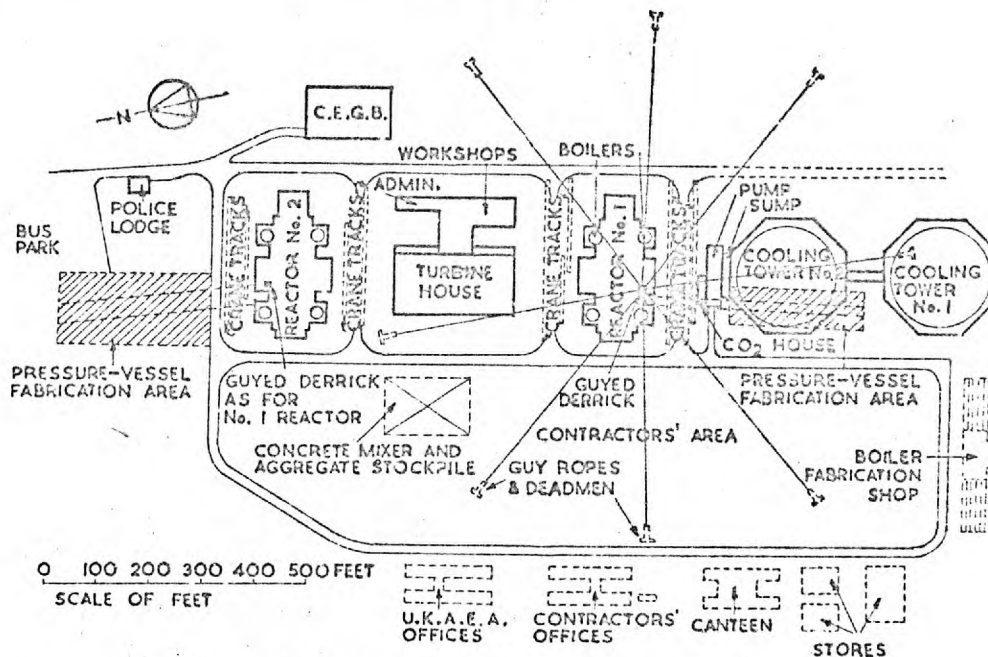 N
C.E.G.B.
WORKSHOPS
BOILERS
ADMIN.
PUMP
SUMP
POLICE
LODGE
BUS
PARK
CRANE TRACKS
REACTOR No. 2
CRANE TRACKS
TURBINE
HOUSE
CRANE TRACKS
REACTOR No. 1
CRANE TRACKS
COOLING
TOWER No. 2
COOLING
TOWER
No. 1
CO2 HOUSE
PRESSURE-VESSEL
FABRICATION AREA
GUYED DERRICK
AS FOR
No. 1 REACTOR
GUYED
DERRICK
PRESSURE-VESSEL
FABRICATION AREA
CONCRETE MIXER AND
AGGREGATE STOCKPILE
CONTRACTORS' AREA
GUY ROPES
& DEADMEN
BOILER
FABRICATION
SHOP
0 100 200 300 400 500 FEET
SCALE OF FEET
U.K.A.E.A.
OFFICES
CONTRACTORS'
OFFICES
CANTEEN
STORES